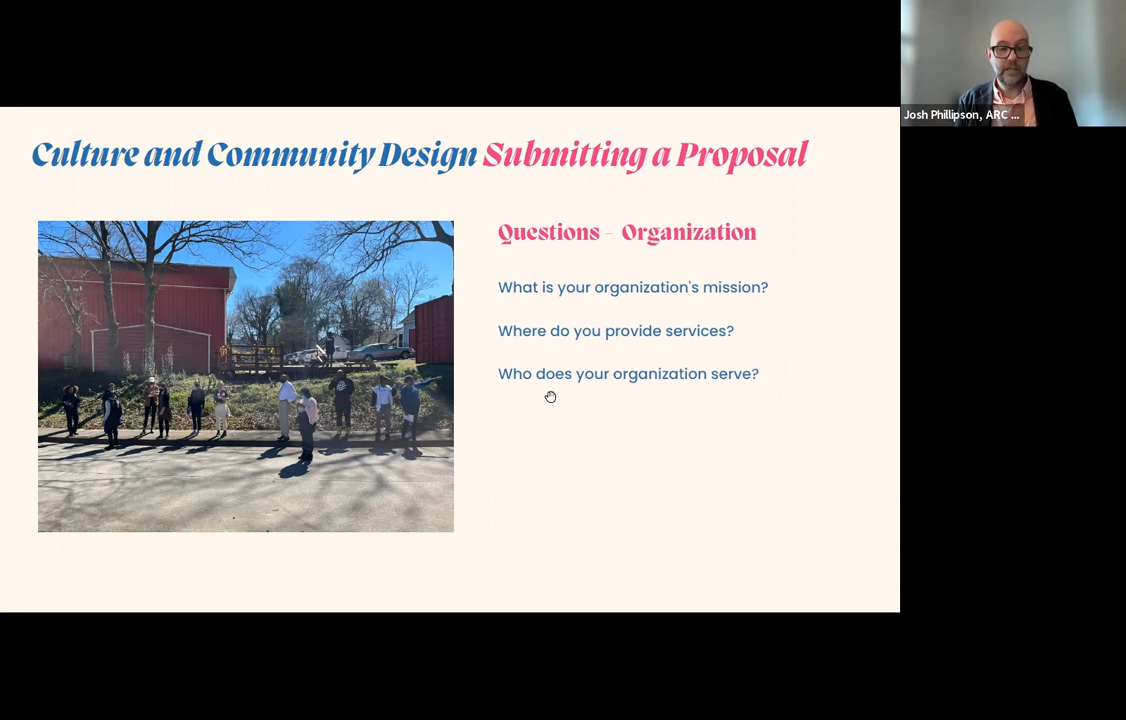 Josh Phillipson, ARC ...
Culture and Community Design Submitting a Proposal
Questions - Organization
What is your organization's mission?
Where do you provide services?
Who does your organization serve?